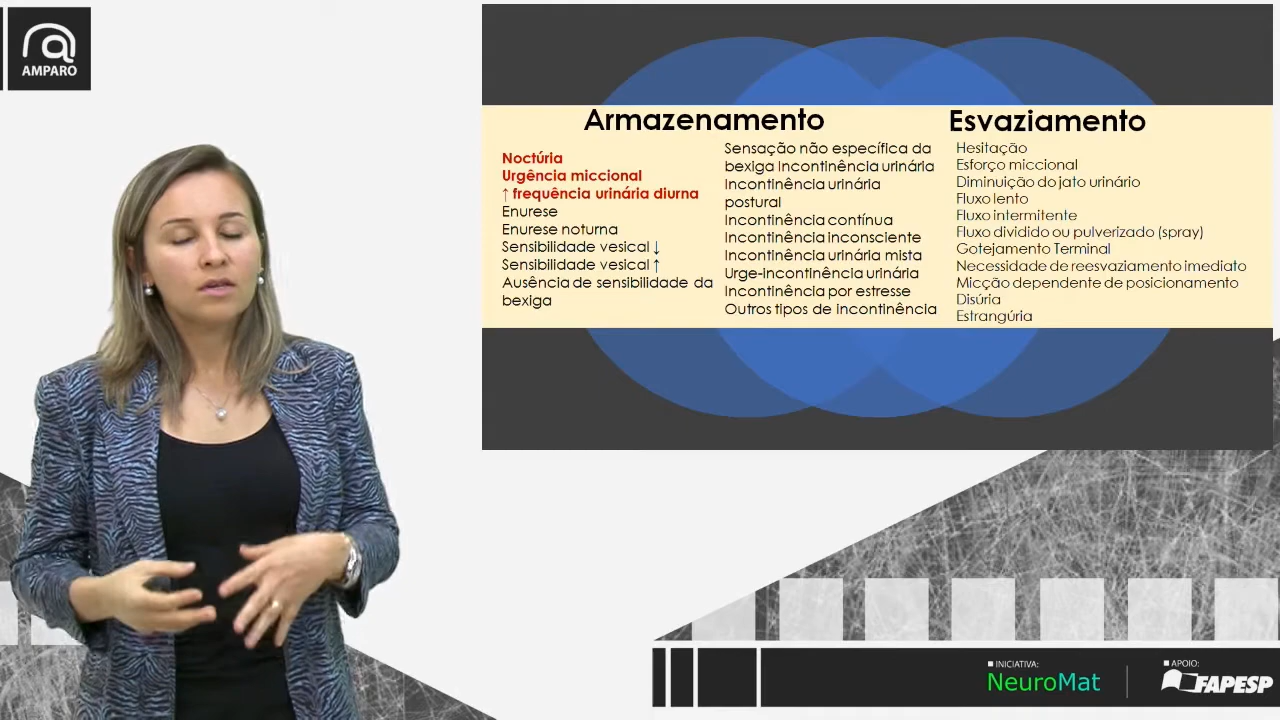 AMPARO
Armazenamento
Noctúria
Urgência miccional
↑ frequência urinária diurna
Enurese
Enurese noturna
Sensibilidade vesical ↓
Sensibilidade vesical ↑
Ausência de sensibilidade da
bexiga
Sensação não específica da
bexiga Incontinência urinária
Incontinência urinária
postural
Incontinência contínua
Incontinência inconsciente
Incontinência urinária mista
Urge-incontinência urinária
Incontinência por estresse
Outros tipos de incontinência
Esvaziamento
Hesitação
Esforço miccional
Diminuição do jato urinário
Fluxo lento
Fluxo intermitente
Fluxo dividido ou pulverizado (spray)
Gotejamento Terminal
Necessidade de reesvaziamento imediato
Micção dependente de posicionamento
Disúria
Estrangúria
INICIATIVA:
NeuroMat
APOIO:
FAPESP